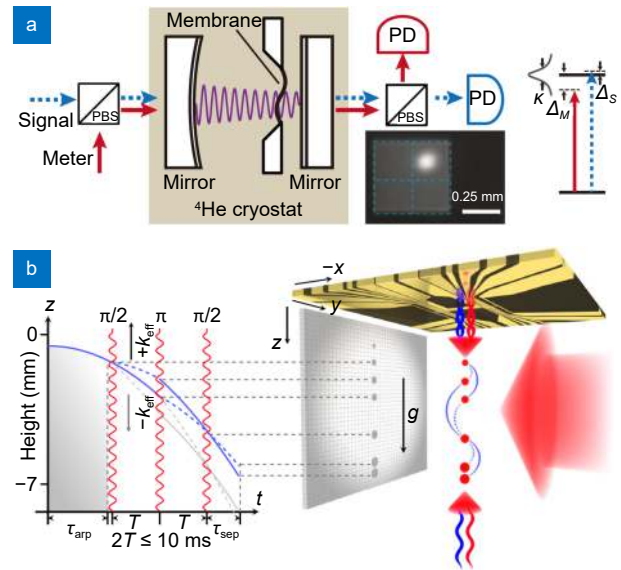 a
Membrane
PD
Signal
PBS
PBS
PD
Meter
Mirror
Mirror
⁴He cryostat
0.25 mm
κ
Δ_M
Δ_S
b
−x
y
z
z
π/2 π π/2
0
+k_eff
−k_eff
Height (mm)
g
−7
t
τ_arp T T τ_sep
2T ≤ 10 ms